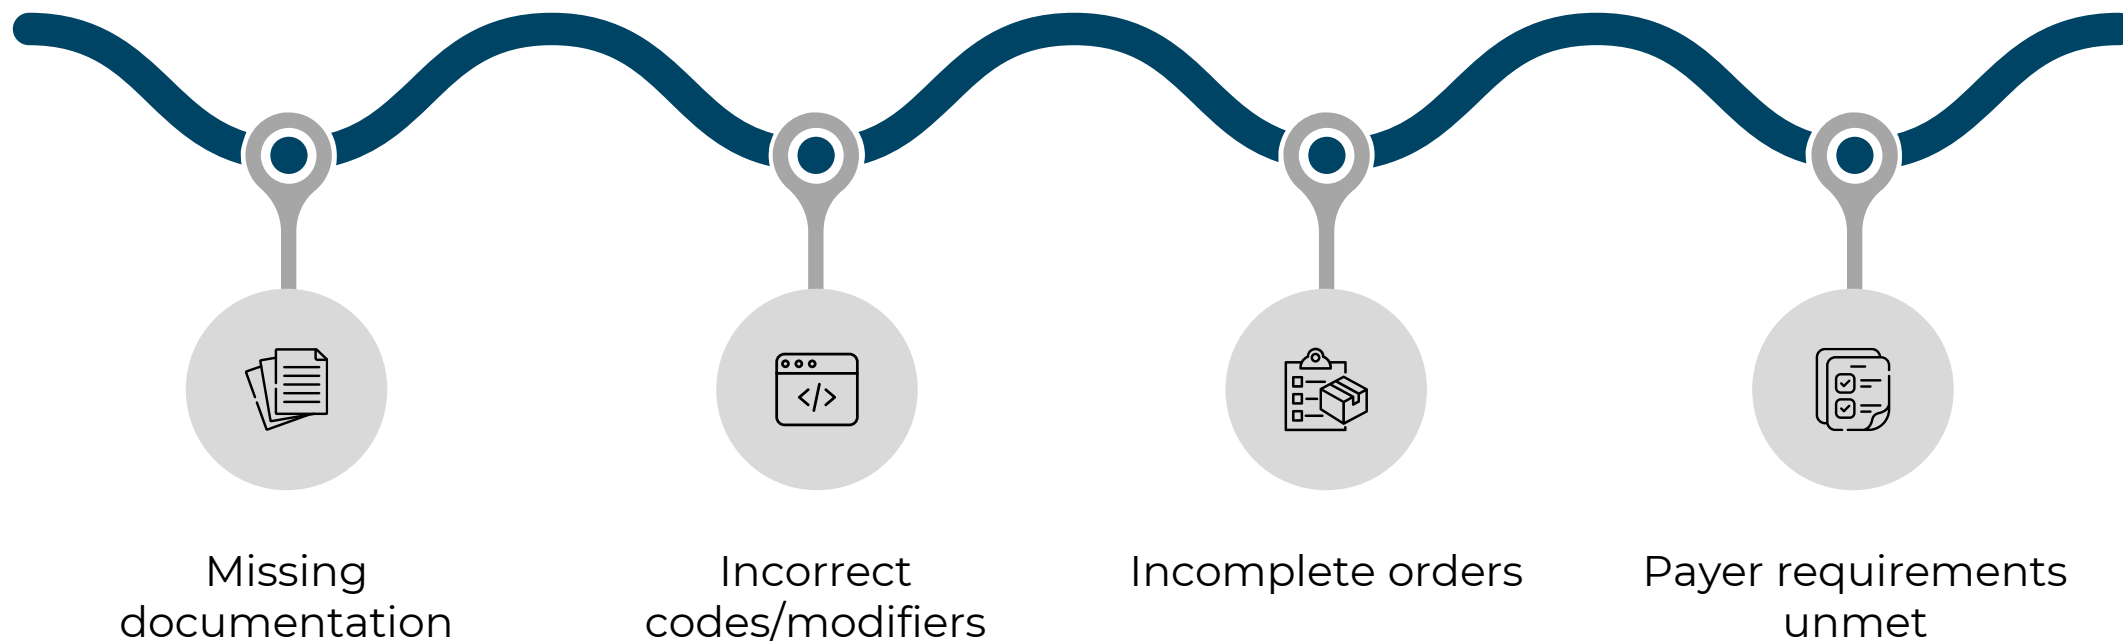 Missing
documentation
Incorrect
codes/modifiers
Incomplete orders
Payer requirements
unmet